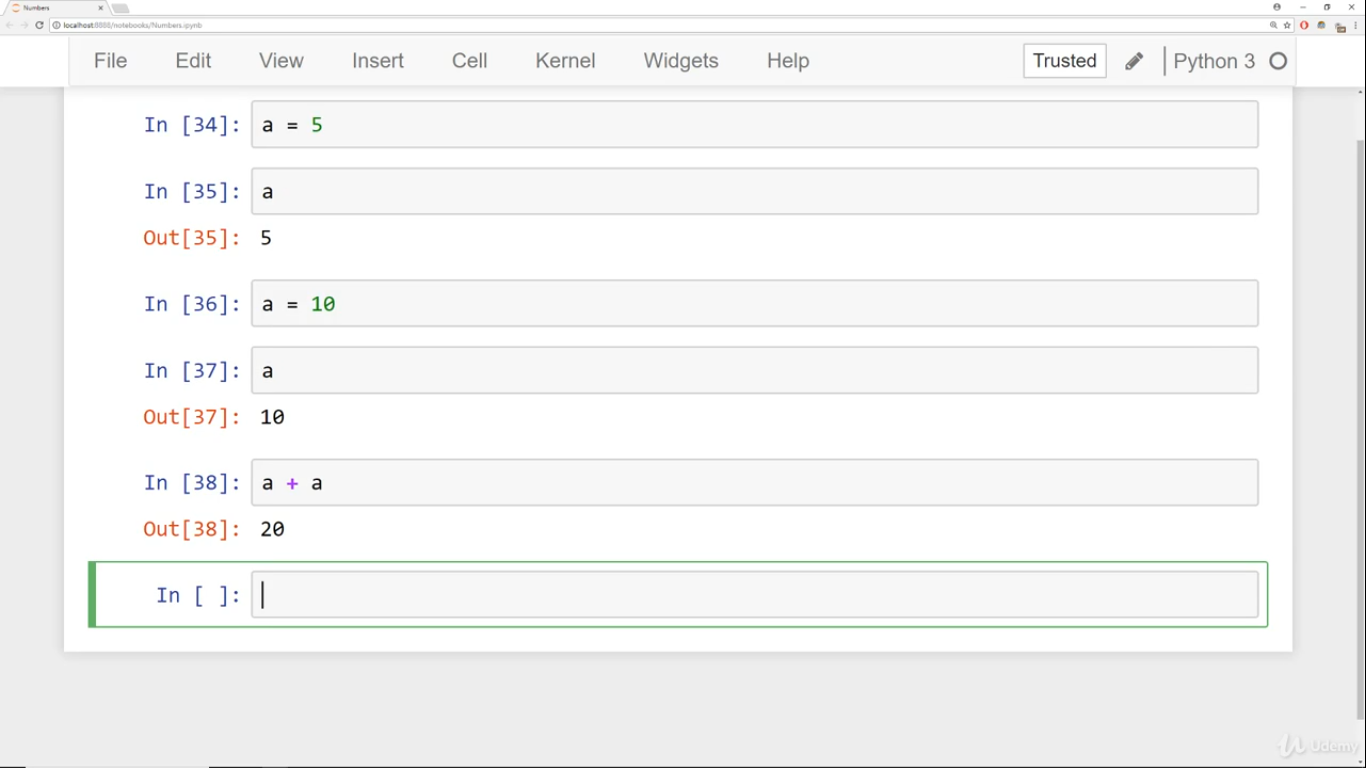 Numbers
localhost:8888/notebooks/Numbers.ipynb
File Edit View Insert Cell Kernel Widgets Help Trusted Python 3
In [34]: a = 5
In [35]: a
Out[35]: 5
In [36]: a = 10
In [37]: a
Out[37]: 10
In [38]: a + a
Out[38]: 20
In [ ]:
Udemy